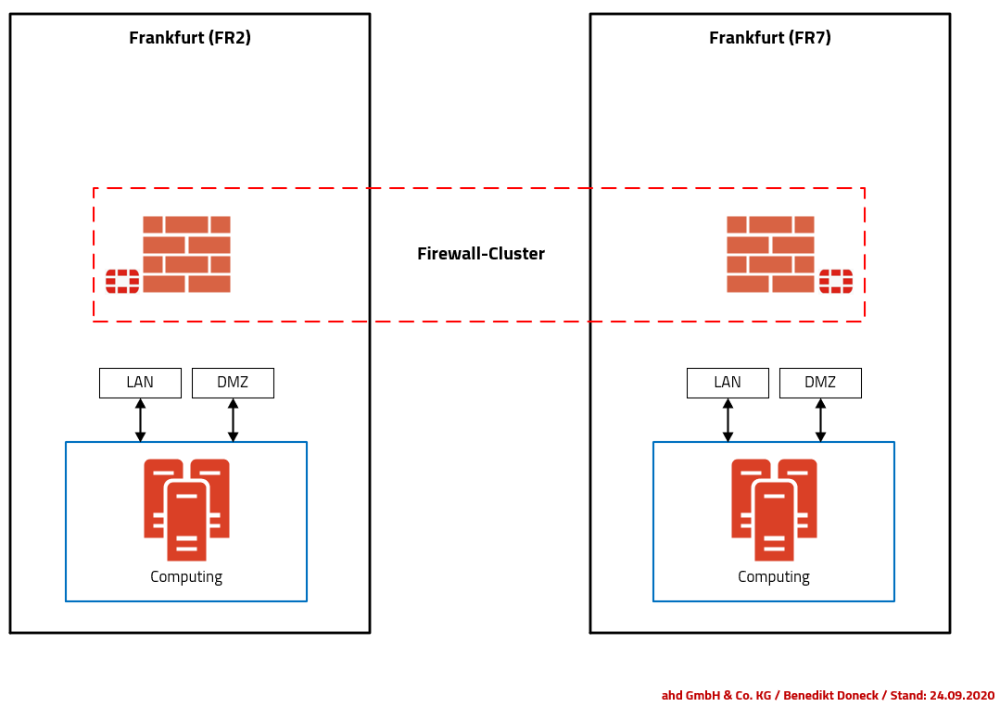 Frankfurt (FR2)
Frankfurt (FR7)
Firewall-Cluster
LAN
DMZ
LAN
DMZ
Computing
Computing
ahd GmbH & Co. KG / Benedikt Doneck / Stand: 24.09.2020